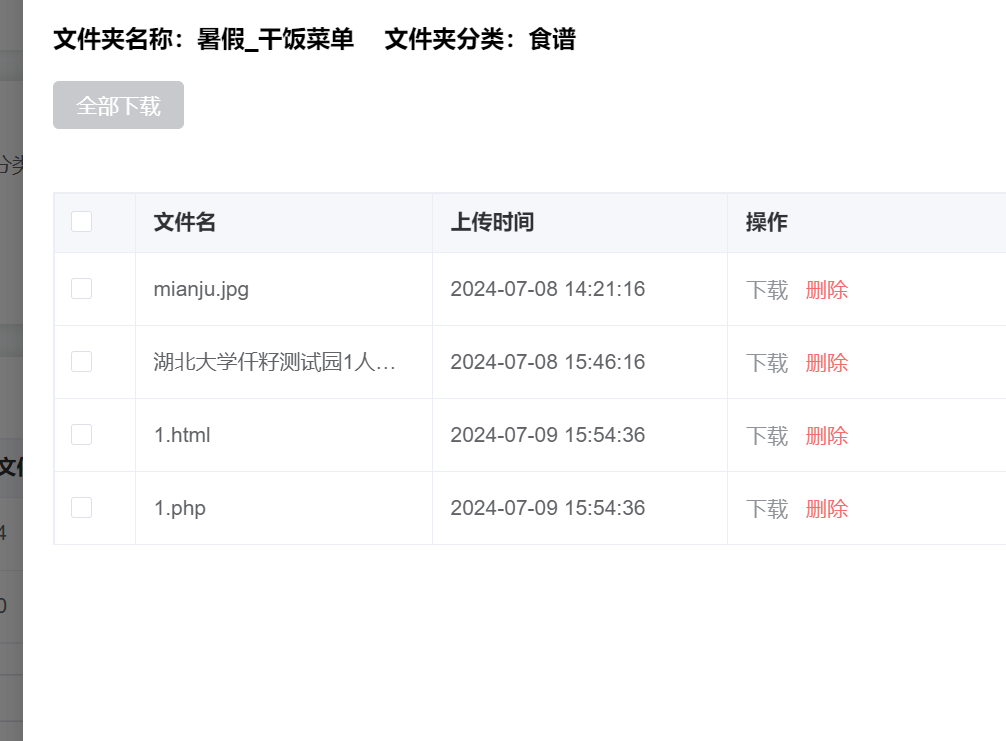 文件夹名称：暑假_干饭菜单 文件夹分类：食谱
全部下载
分类
文件名 上传时间 操作
mianju.jpg 2024-07-08 14:21:16 下载 删除
湖北大学仟籽测试园1人... 2024-07-08 15:46:16 下载 删除
1.html 2024-07-09 15:54:36 下载 删除
文件
1.php 2024-07-09 15:54:36 下载 删除
4
0